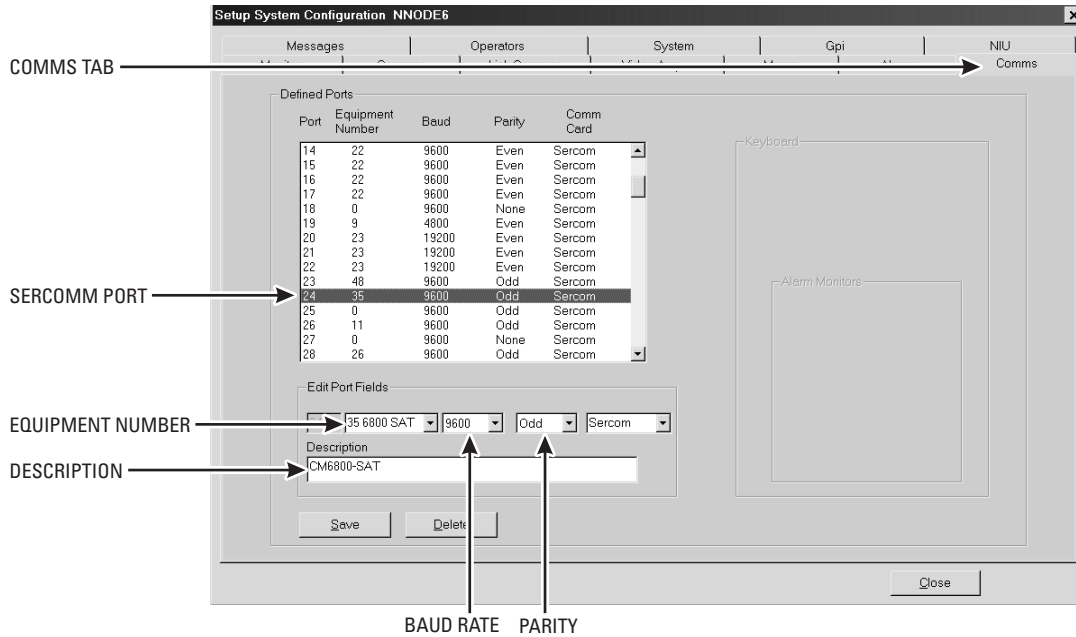 Setup System Configuration NNODE6
Messages Operators System Gpi NIU
COMMS TAB
Comms
Defined Ports
Port Equipment Number Baud Parity Comm Card
14 22 9600 Even Sercom
15 22 9600 Even Sercom
16 22 9600 Even Sercom
17 22 9600 Even Sercom
18 0 9600 None Sercom
19 9 4800 Even Sercom
20 23 19200 Even Sercom
21 23 19200 Even Sercom
22 23 19200 Even Sercom
23 48 9600 Odd Sercom
SERCOMM PORT
24 35 9600 Odd Sercom
25 0 9600 Odd Sercom
26 11 9600 Odd Sercom
27 0 9600 None Sercom
28 26 9600 Odd Sercom
Keyboard
Alarm Monitors
Edit Port Fields
EQUIPMENT NUMBER
35 6800 SAT 9600 Odd Sercom
Description
DESCRIPTION
CM6800-SAT
Save Delete
Close
BAUD RATE PARITY